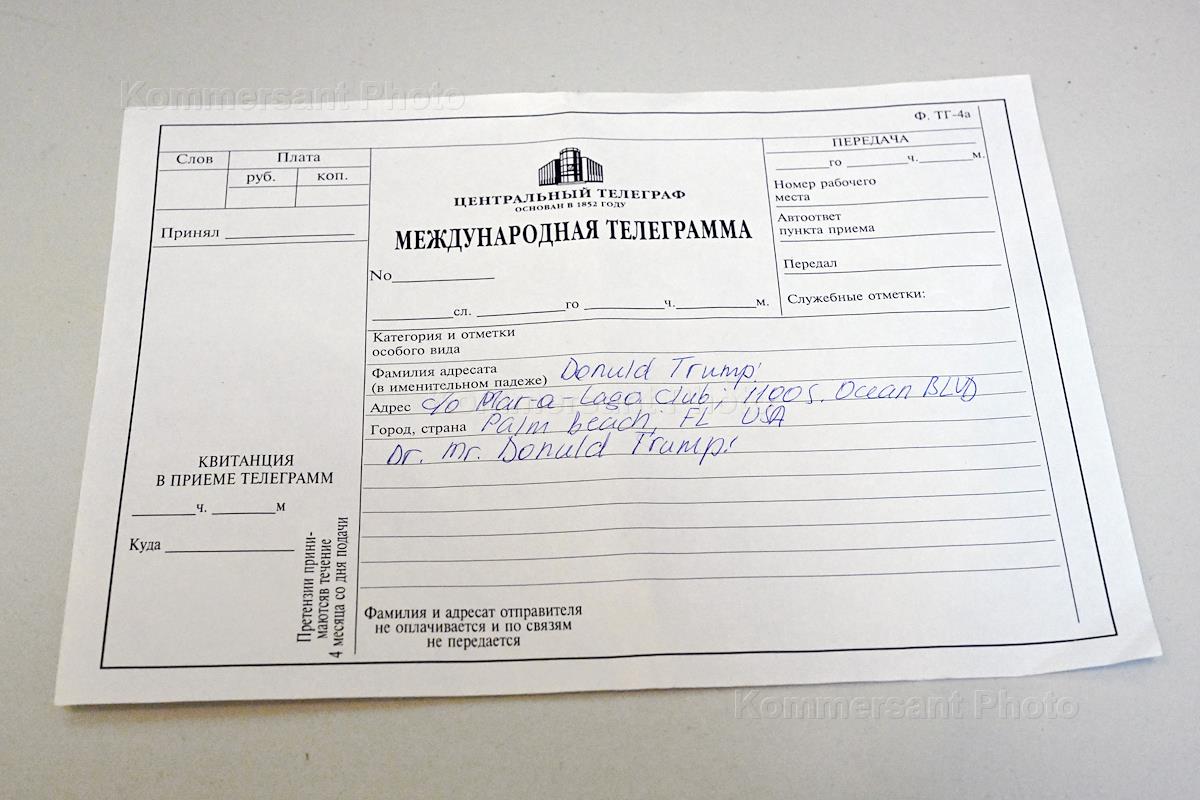 Kommersant Photo
Ф. ТГ-4а
Слов Плата
руб. коп.
Принял
ЦЕНТРАЛЬНЫЙ ТЕЛЕГРАФ
ОСНОВАН В 1852 ГОДУ
МЕЖДУНАРОДНАЯ ТЕЛЕГРАММА
No
сл. го ч. м.
ПЕРЕДАЧА
го ч. м.
Номер рабочего
места
Автоответ
пункта приема
Передал
Служебные отметки:
Категория и отметки
особого вида
Фамилия адресата
(в именительном падеже) Donuld Trump!
Адрес c/o Mar-a-Lago Club; 1100 S. Ocean BLVD
Город, страна Palm beach, FL USA
Dr. Mr. Donuld Trump!
КВИТАНЦИЯ
В ПРИЕМЕ ТЕЛЕГРАММ
ч. м
Куда
Претензии прини-
маютсяв течение
4 месяца со дня подачи
Фамилия и адресат отправителя
не оплачивается и по связям
не передается
Kommersant Photo